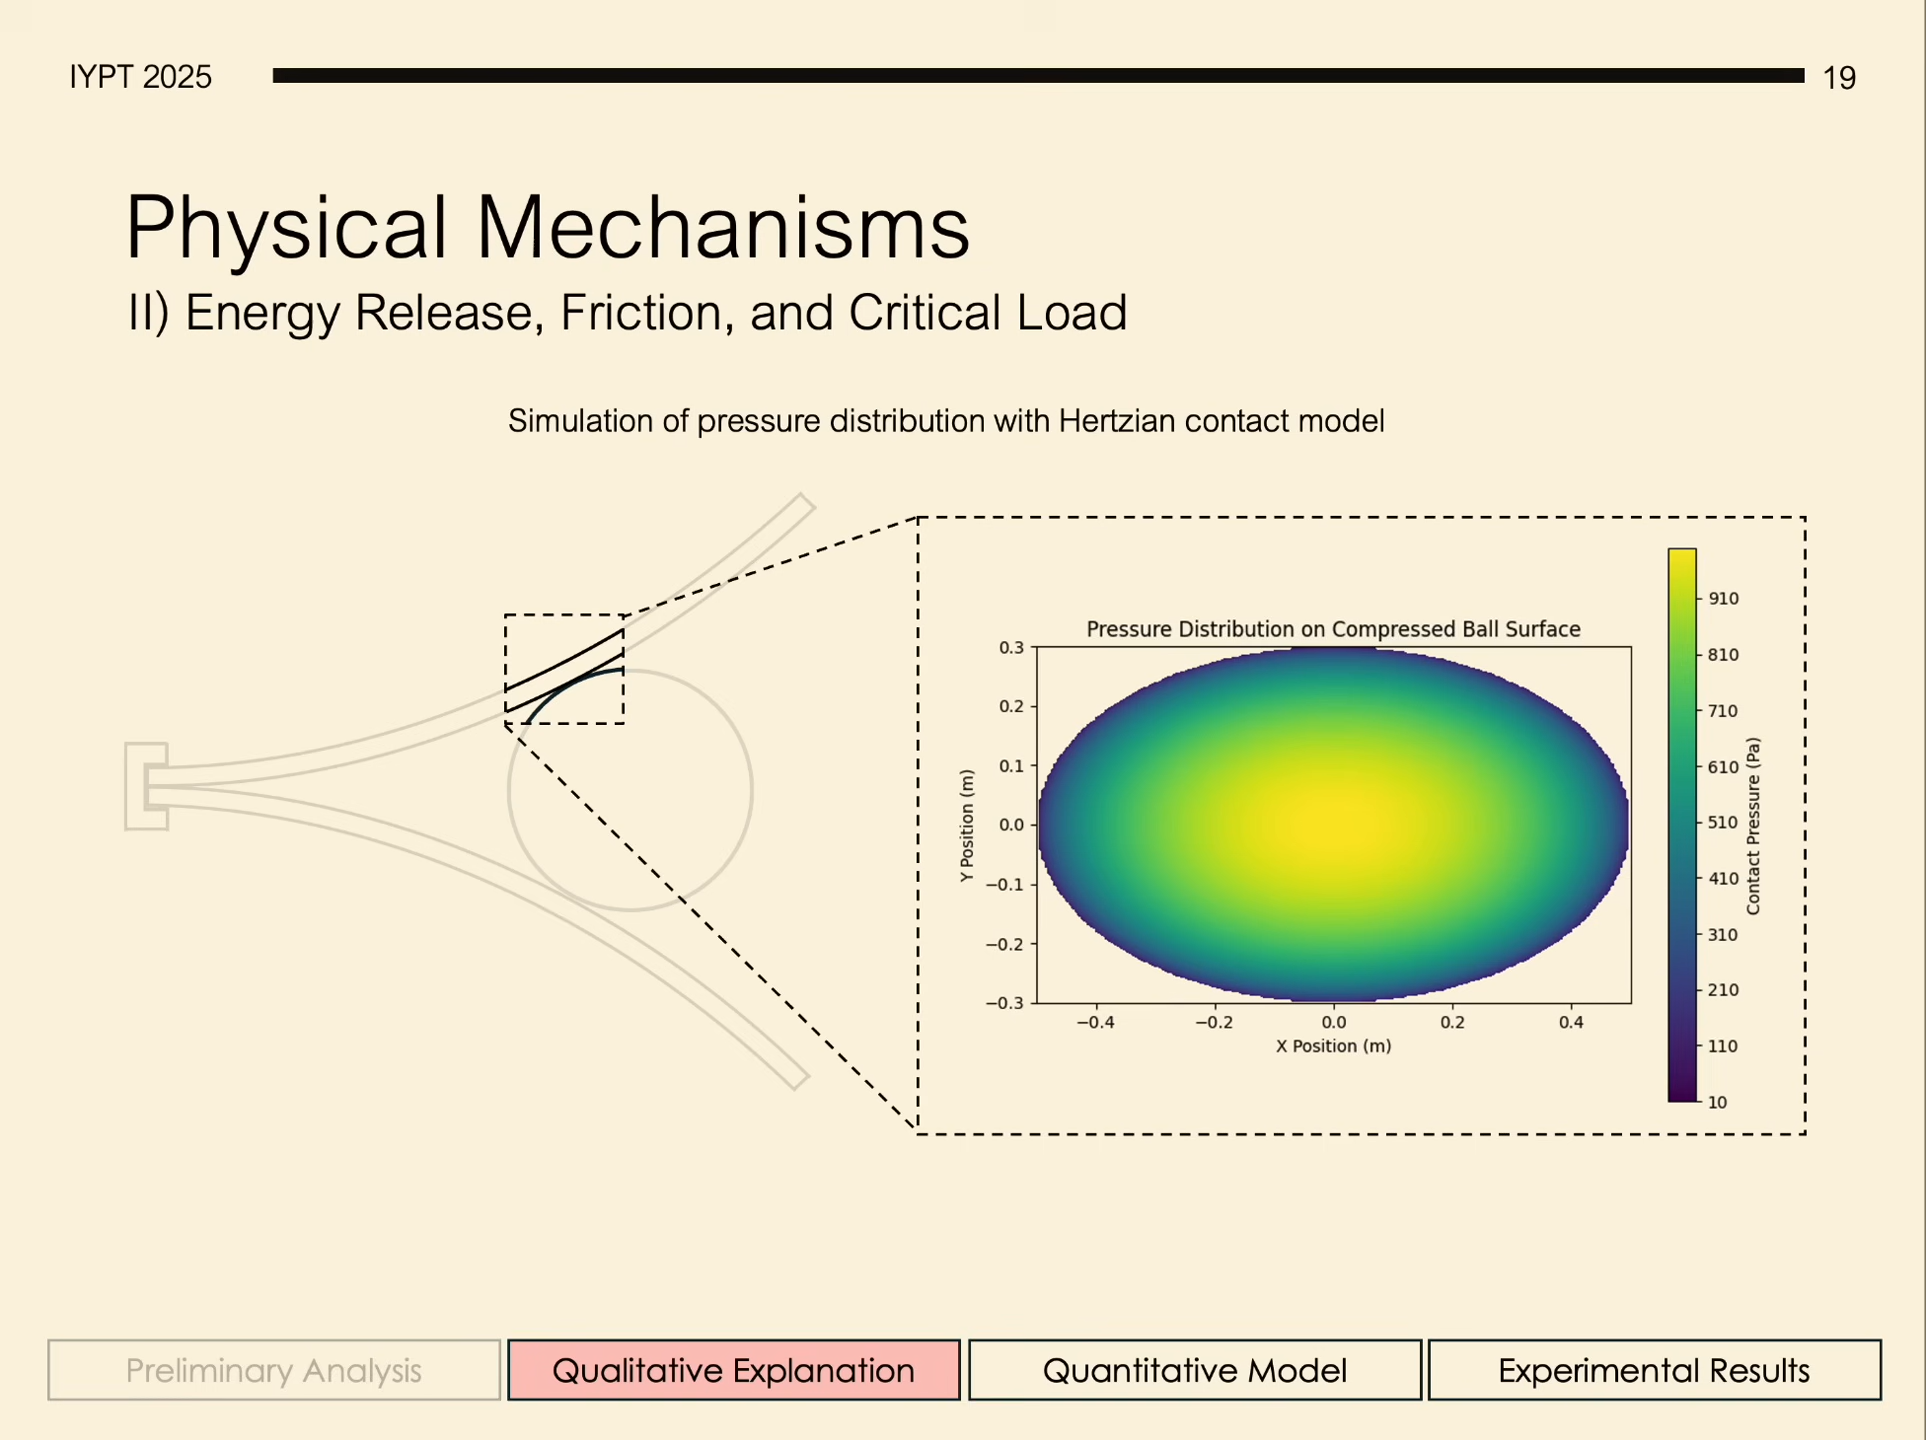 IYPT 2025
19
Physical Mechanisms
II) Energy Release, Friction, and Critical Load
Simulation of pressure distribution with Hertzian contact model
Pressure Distribution on Compressed Ball Surface
0.3
0.2
0.1
0.0
−0.1
−0.2
−0.3
Y Position (m)
−0.4
−0.2
0.0
0.2
0.4
X Position (m)
910
810
710
610
510
410
310
210
110
10
Contact Pressure (Pa)
Preliminary Analysis
Qualitative Explanation
Quantitative Model
Experimental Results